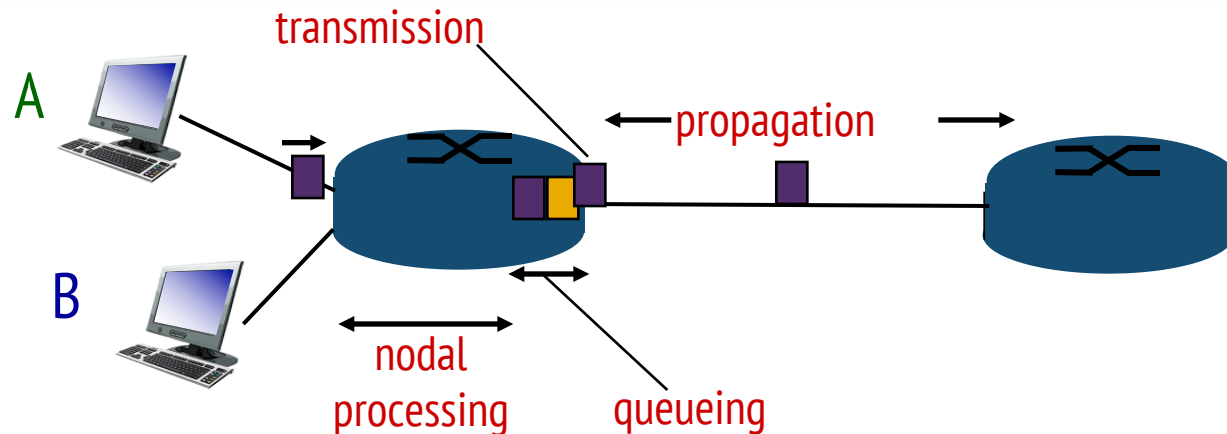 transmission
A
propagation
B
nodal
processing
queueing